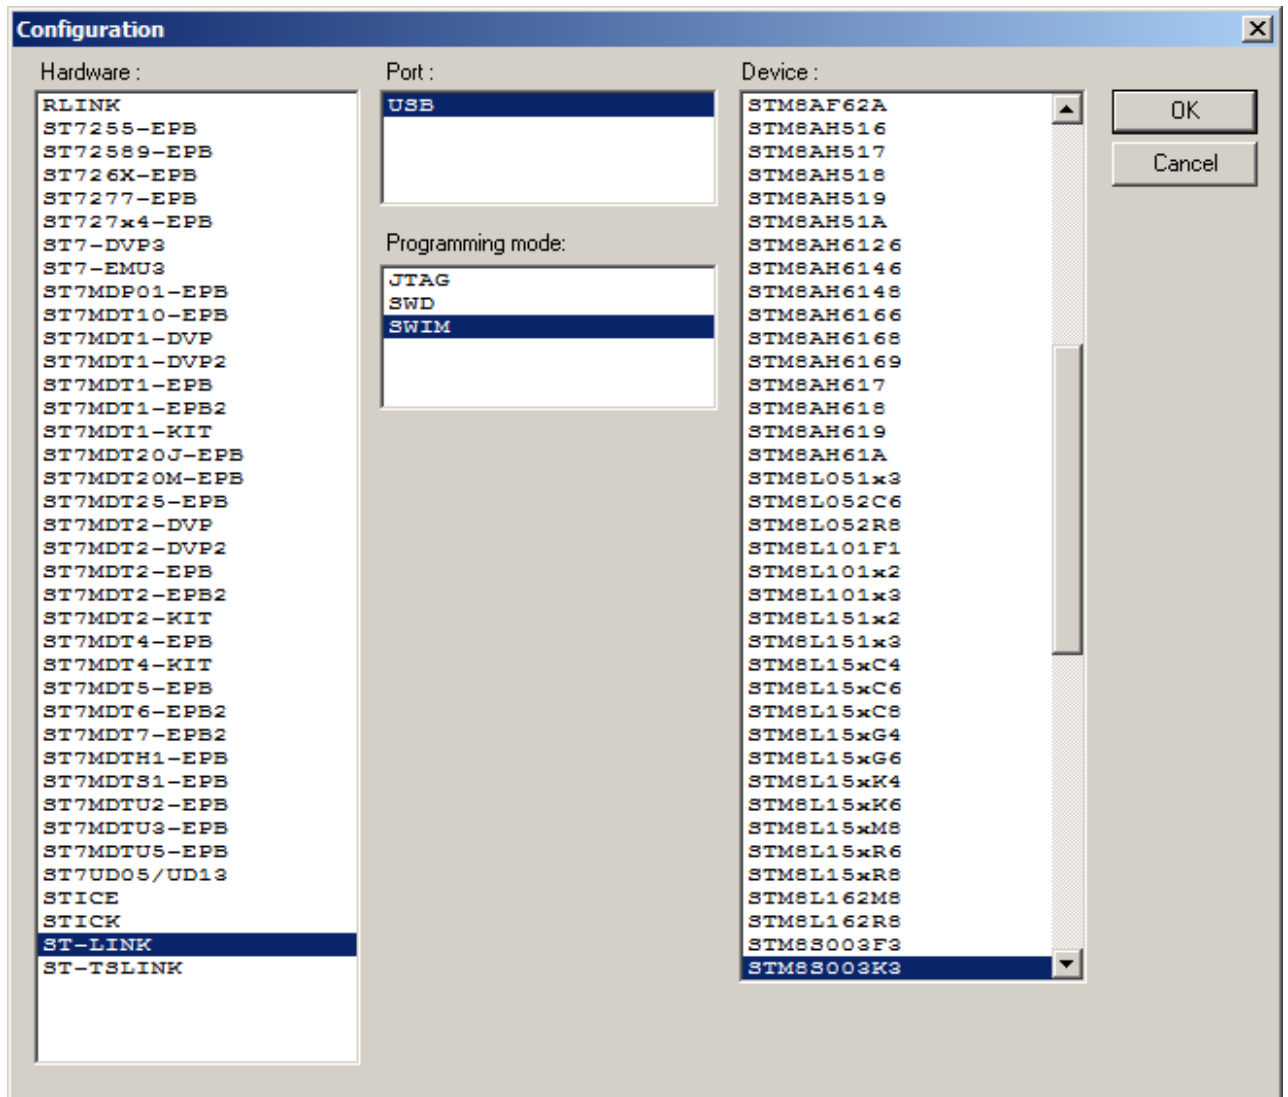 Configuration
Hardware :
RLINK
ST7255-EPB
ST72589-EPB
ST726X-EPB
ST7277-EPB
ST727x4-EPB
ST7-DVP3
ST7-EMU3
ST7MDP01-EPB
ST7MDT10-EPB
ST7MDT1-DVP
ST7MDT1-DVP2
ST7MDT1-EPB
ST7MDT1-EPB2
ST7MDT1-KIT
ST7MDT20J-EPB
ST7MDT20M-EPB
ST7MDT25-EPB
ST7MDT2-DVP
ST7MDT2-DVP2
ST7MDT2-EPB
ST7MDT2-EPB2
ST7MDT2-KIT
ST7MDT4-EPB
ST7MDT4-KIT
ST7MDT5-EPB
ST7MDT6-EPB2
ST7MDT7-EPB2
ST7MDTH1-EPB
ST7MDTS1-EPB
ST7MDTU2-EPB
ST7MDTU3-EPB
ST7MDTU5-EPB
ST7UD05/UD13
STICE
STICK
ST-LINK
ST-TSLINK
Port :
USB
Programming mode:
JTAG
SWD
SWIM
Device :
STM8AF62A
STM8AH516
STM8AH517
STM8AH518
STM8AH519
STM8AH51A
STM8AH6126
STM8AH6146
STM8AH6148
STM8AH6166
STM8AH6168
STM8AH6169
STM8AH617
STM8AH618
STM8AH619
STM8AH61A
STM8L051x3
STM8L052C6
STM8L052R8
STM8L101F1
STM8L101x2
STM8L101x3
STM8L151x2
STM8L151x3
STM8L15xC4
STM8L15xC6
STM8L15xC8
STM8L15xG4
STM8L15xG6
STM8L15xK4
STM8L15xK6
STM8L15xM8
STM8L15xR6
STM8L15xR8
STM8L162M8
STM8L162R8
STM8S003F3
STM8S003K3
OK
Cancel